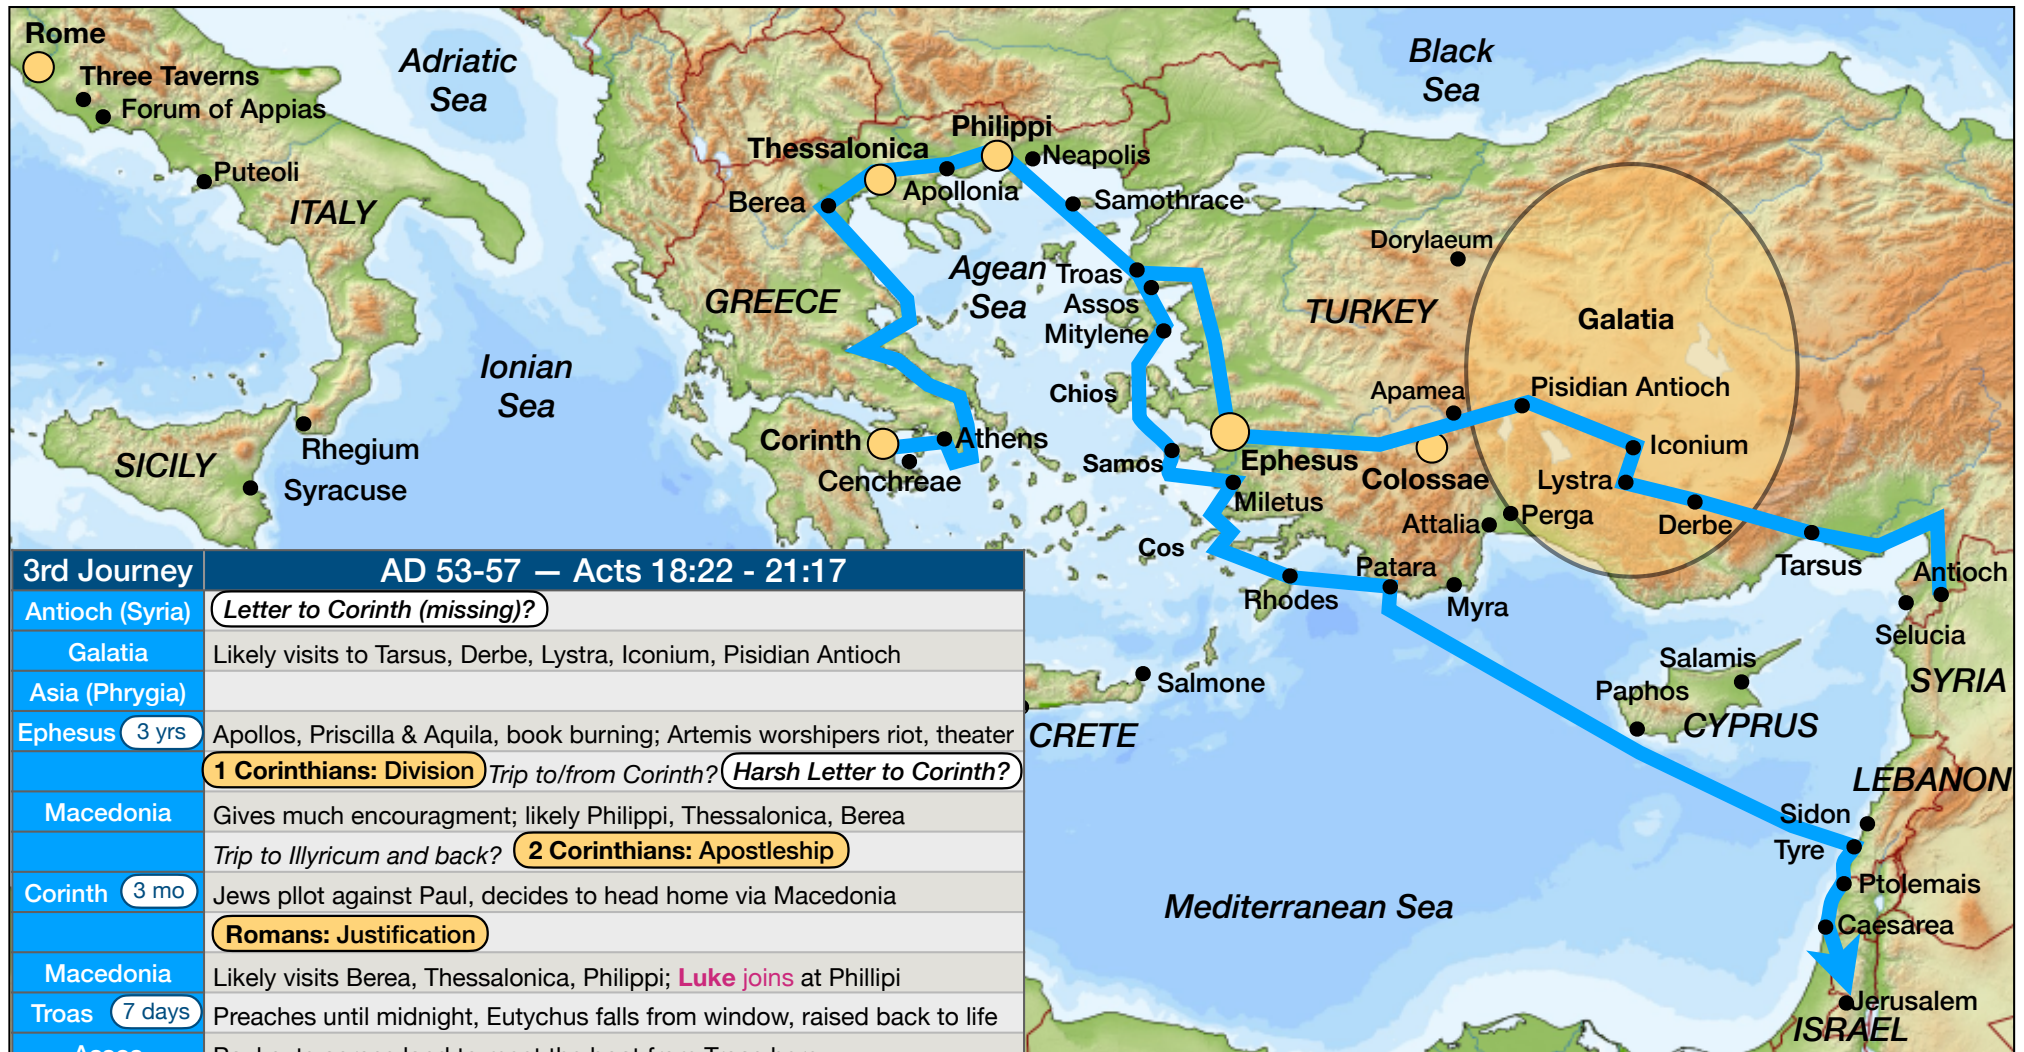 Rome
Three Taverns
Forum of Appias
Puteoli
ITALY
Adriatic
Sea
Black
Sea
Philippi
Thessalonica
Neapolis
Apollonia
Berea
Samothrace
Dorylaeum
Agean
Sea
Troas
Assos
Mitylene
GREECE
TURKEY
Galatia
Ionian
Sea
Chios
Apamea
Pisidian Antioch
Rhegium
SICILY
Syracuse
Corinth
Athens
Cenchreae
Samos
Ephesus
Colossae
Iconium
Lystra
Miletus
Attalia
Perga
Derbe
Cos
Patara
Tarsus
Antioch
Rhodes
Myra
Selucia
Salmone
Salamis
Paphos
SYRIA
CRETE
CYPRUS
LEBANON
Sidon
Tyre
Mediterranean Sea
Ptolemais
Caesarea
Jerusalem
ISRAEL
3rd Journey AD 53-57 — Acts 18:22 - 21:17
Antioch (Syria) Letter to Corinth (missing)?
Galatia Likely visits to Tarsus, Derbe, Lystra, Iconium, Pisidian Antioch
Asia (Phrygia)
Ephesus 3 yrs Apollos, Priscilla & Aquila, book burning; Artemis worshipers riot, theater
1 Corinthians: Division Trip to/from Corinth? Harsh Letter to Corinth?
Macedonia Gives much encouragment; likely Philippi, Thessalonica, Berea
Trip to Illyricum and back? 2 Corinthians: Apostleship
Corinth 3 mo Jews pllot against Paul, decides to head home via Macedonia
Romans: Justification
Macedonia Likely visits Berea, Thessalonica, Philippi; Luke joins at Phillipi
Troas 7 days Preaches until midnight, Eutychus falls from window, raised back to life